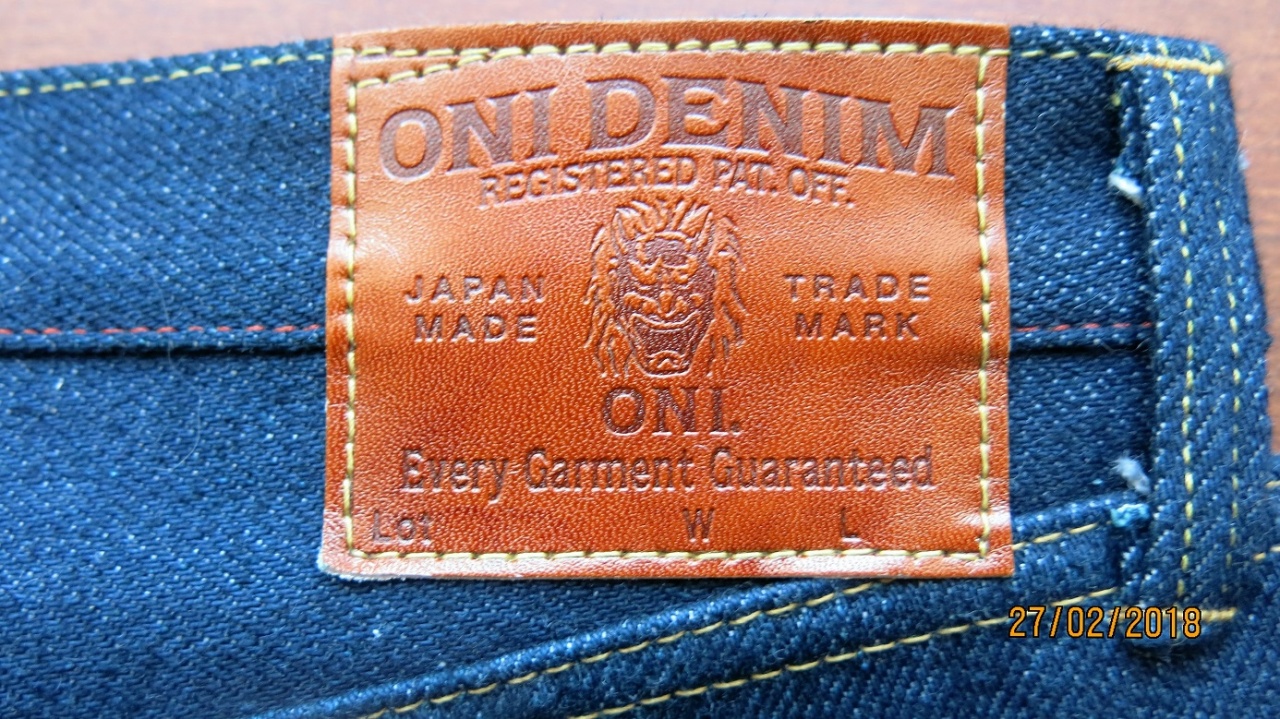 ONI DENIM
REGISTERED PAT. OFF.
JAPAN MADE
TRADE MARK
ONI.
Every Garment Guaranteed
Lot W L
27/02/2018